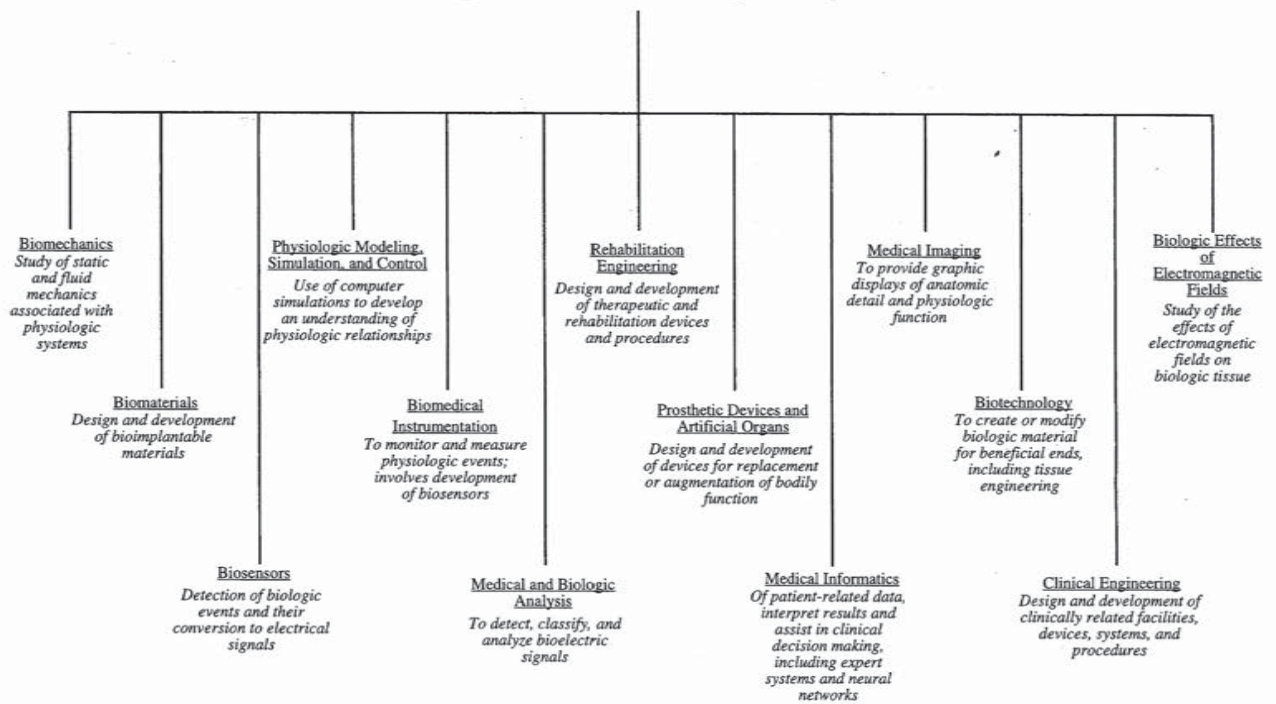 Biomechanics
Study of static
and fluid
mechanics
associated with
physiologic
systems
Biomaterials
Design and development
of bioimplantable
materials
Biosensors
Detection of biologic
events and their
conversion to electrical
signals
Physiologic Modeling,
Simulation, and Control
Use of computer
simulations to develop
an understanding of
physiologic relationships
Biomedical
Instrumentation
To monitor and measure
physiologic events;
involves development
of biosensors
Medical and Biologic
Analysis
To detect, classify, and
analyze bioelectric
signals
Rehabilitation
Engineering
Design and development
of therapeutic and
rehabilitation devices
and procedures
Prosthetic Devices and
Artificial Organs
Design and development
of devices for replacement
or augmentation of bodily
function
Medical Informatics
Of patient-related data,
interpret results and
assist in clinical
decision making,
including expert
systems and neural
networks
Medical Imaging
To provide graphic
displays of anatomic
detail and physiologic
function
Biotechnology
To create or modify
biologic material
for beneficial ends,
including tissue
engineering
Clinical Engineering
Design and development of
clinically related facilities,
devices, systems, and
procedures
Biologic Effects
of
Electromagnetic
Fields
Study of the
effects of
electromagnetic
fields on
biologic tissue